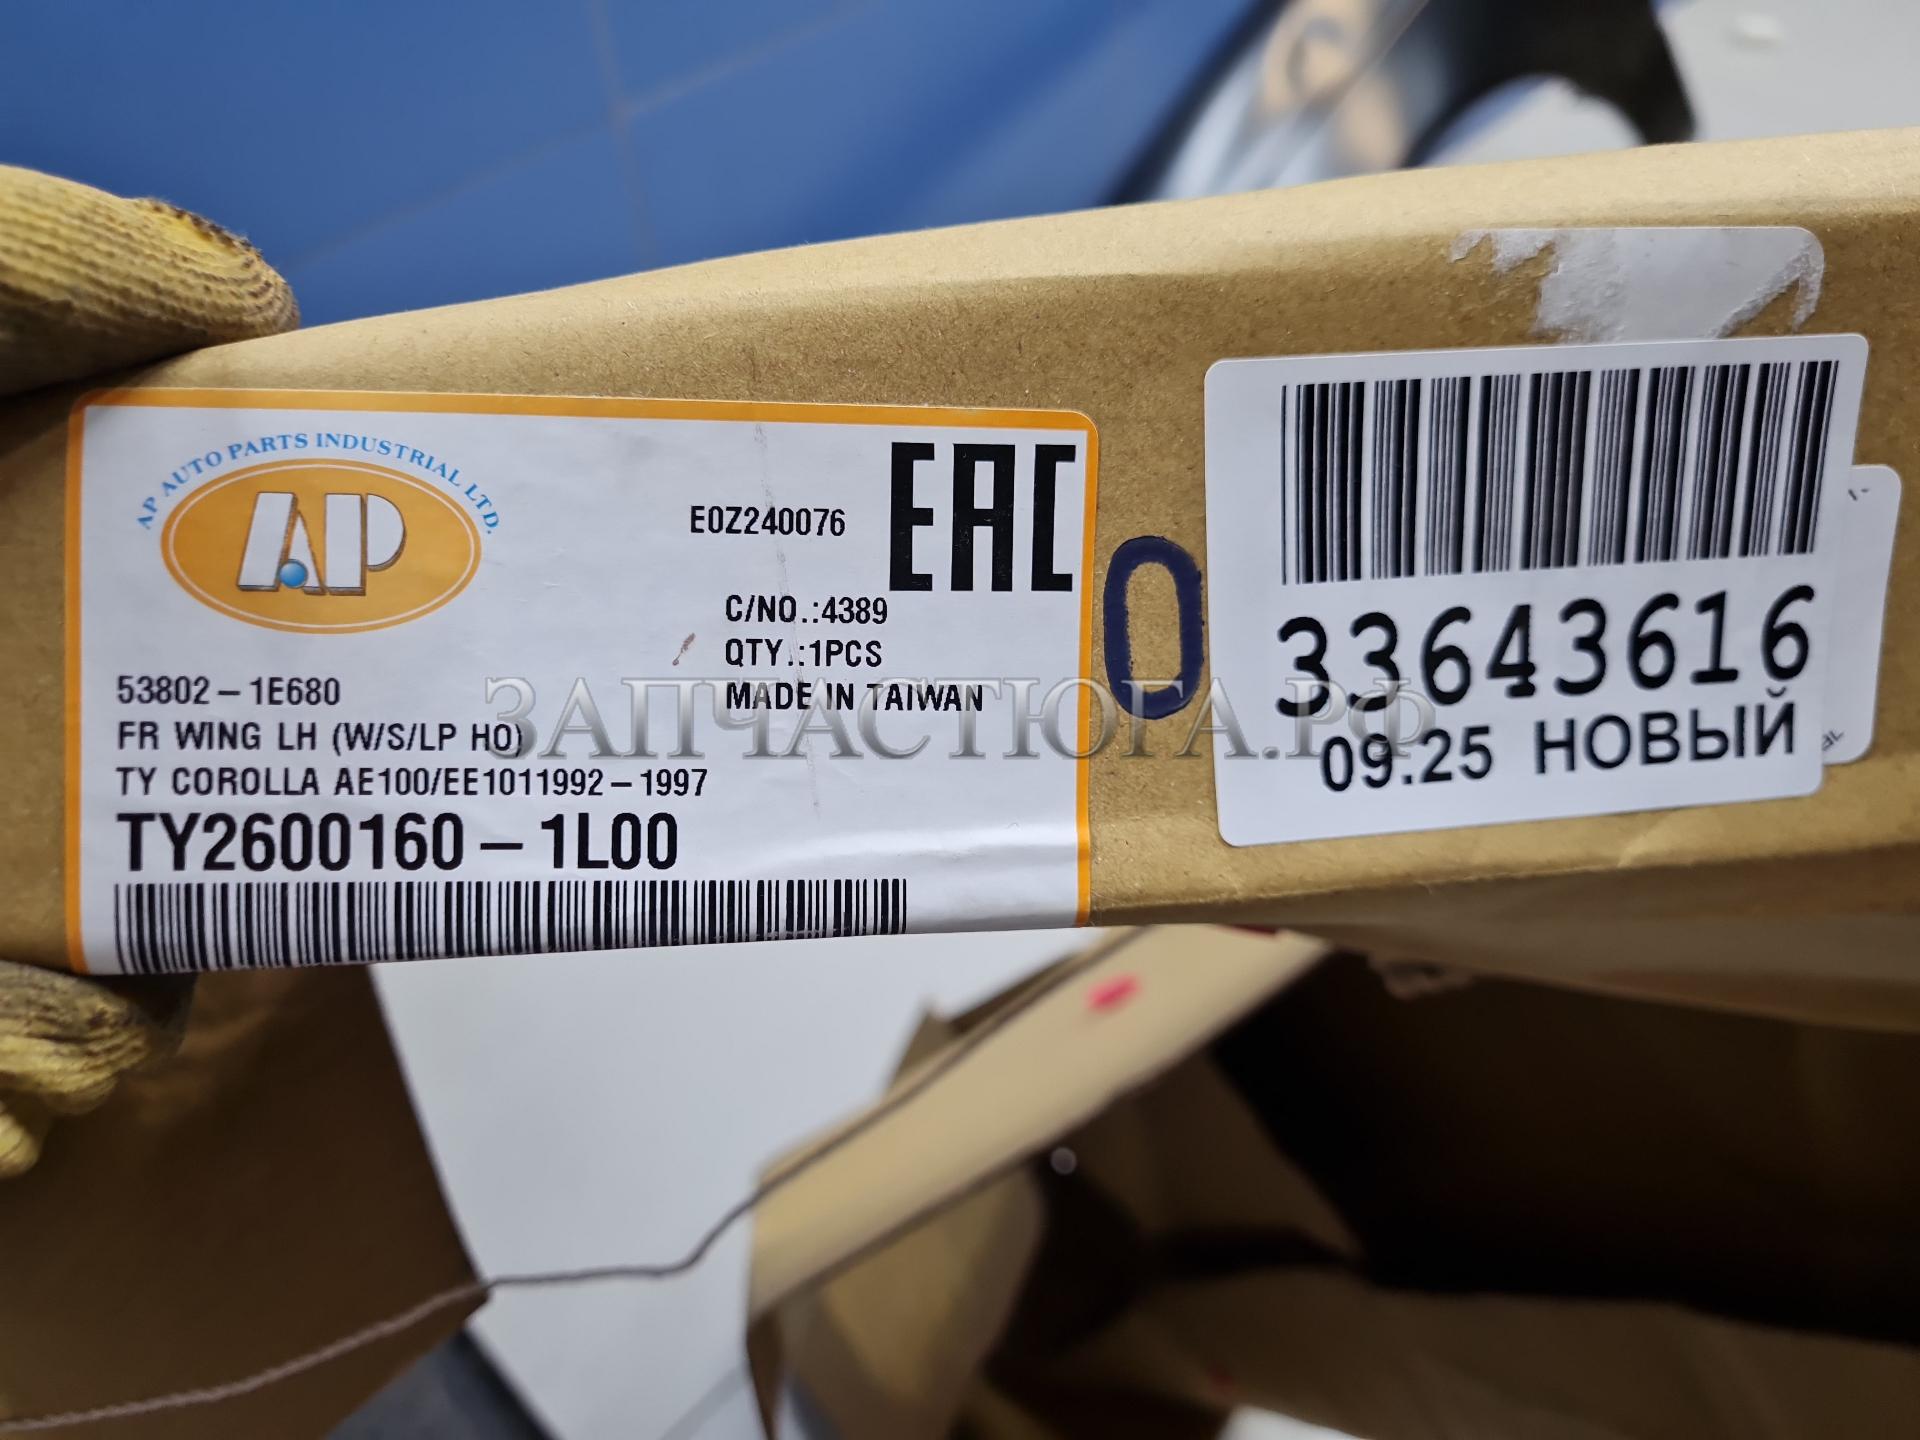 AP AUTO PARTS INDUSTRIAL LTD.
AP
E0Z240076
EAC
C/NO.:4389
QTY.:1PCS
MADE IN TAIWAN
53802-1E680
FR WING LH (W/S/LP HO)
TY COROLLA AE100/EE1011992-1997
TY2600160-1L00
0
33643616
09.25 НОВЫЙ
ЗАПЧАСТЮГА.РФ